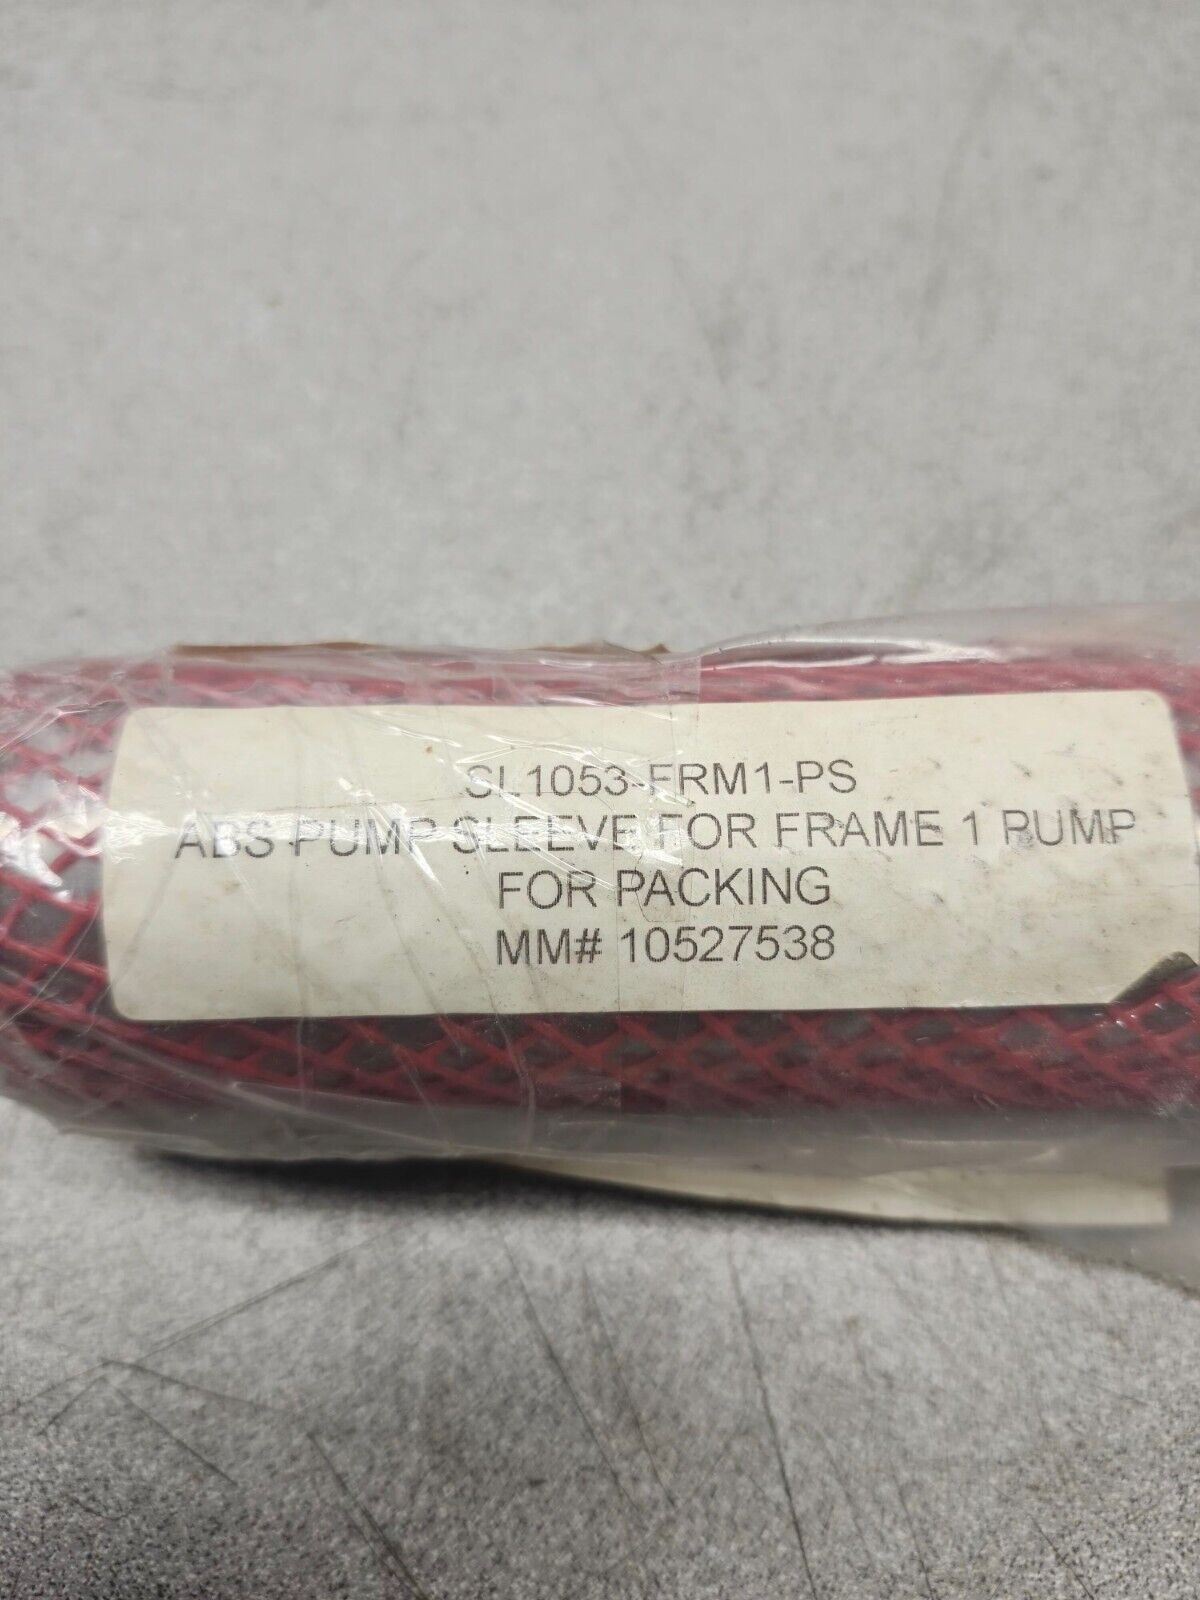 SL1053-FRM1-PS
ABS PUMP SLEEVE FOR FRAME 1 PUMP
FOR PACKING
MM# 10527538